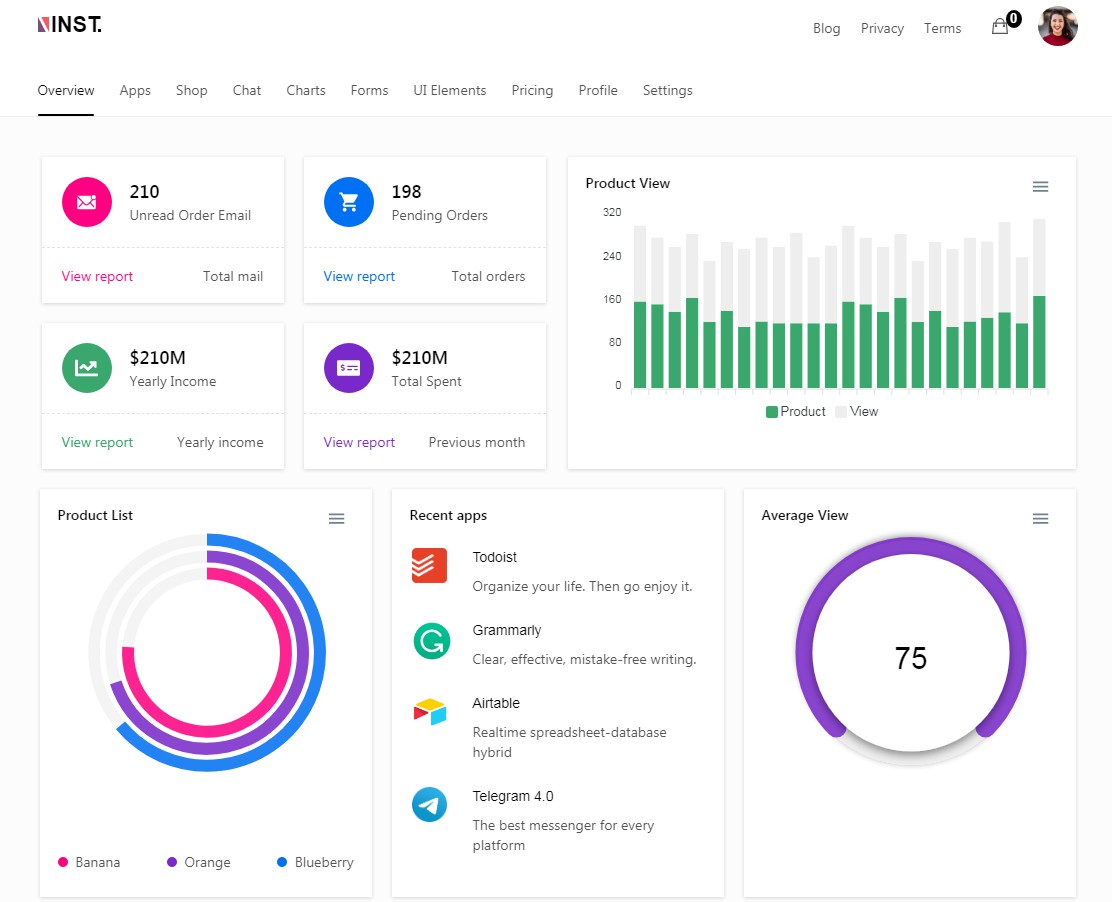 INST.
Blog Privacy Terms 0
Overview Apps Shop Chat Charts Forms UI Elements Pricing Profile Settings
210
Unread Order Email
View report Total mail
198
Pending Orders
View report Total orders
$210M
Yearly Income
View report Yearly income
$210M
Total Spent
View report Previous month
Product View
320
240
160
80
0
Product View
Product List
Banana Orange Blueberry
Recent apps
Todoist
Organize your life. Then go enjoy it.
Grammarly
Clear, effective, mistake-free writing.
Airtable
Realtime spreadsheet-database
hybrid
Telegram 4.0
The best messenger for every
platform
Average View
75